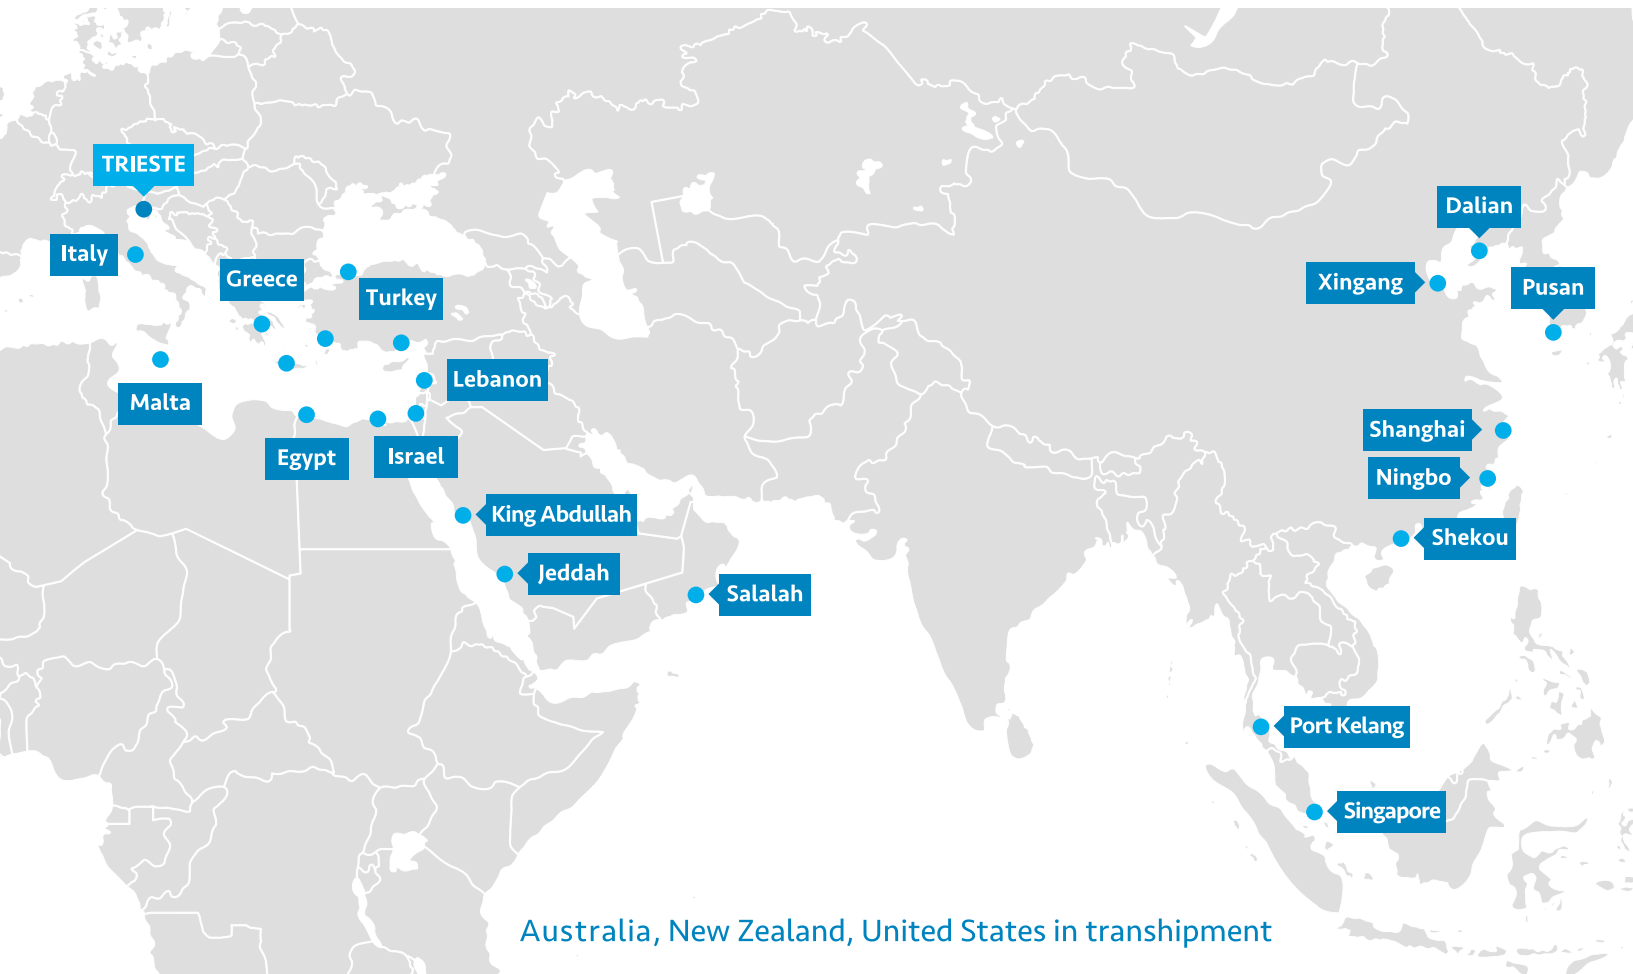 TRIESTE
Italy
Greece
Turkey
Malta
Lebanon
Egypt
Israel
King Abdullah
Jeddah
Salalah
Dalian
Xingang
Pusan
Shanghai
Ningbo
Shekou
Port Kelang
Singapore
Australia, New Zealand, United States in transhipment